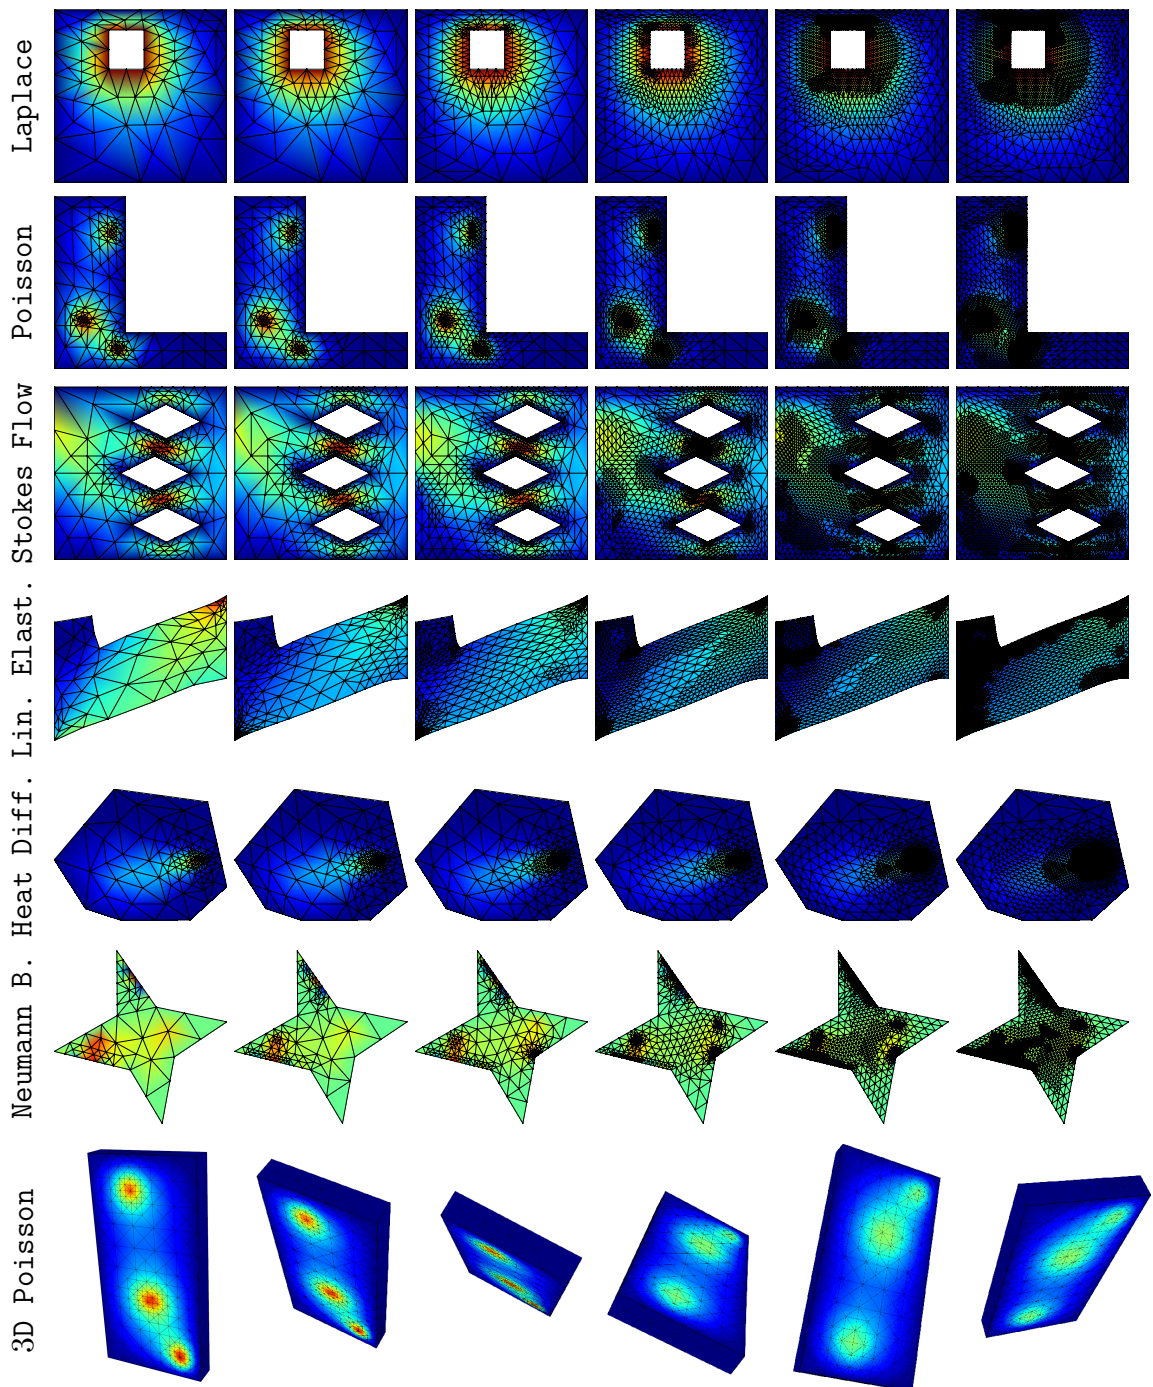 Laplace
Poisson
Stokes Flow
Lin. Elast.
Heat Diff.
Neumann B.
3D Poisson